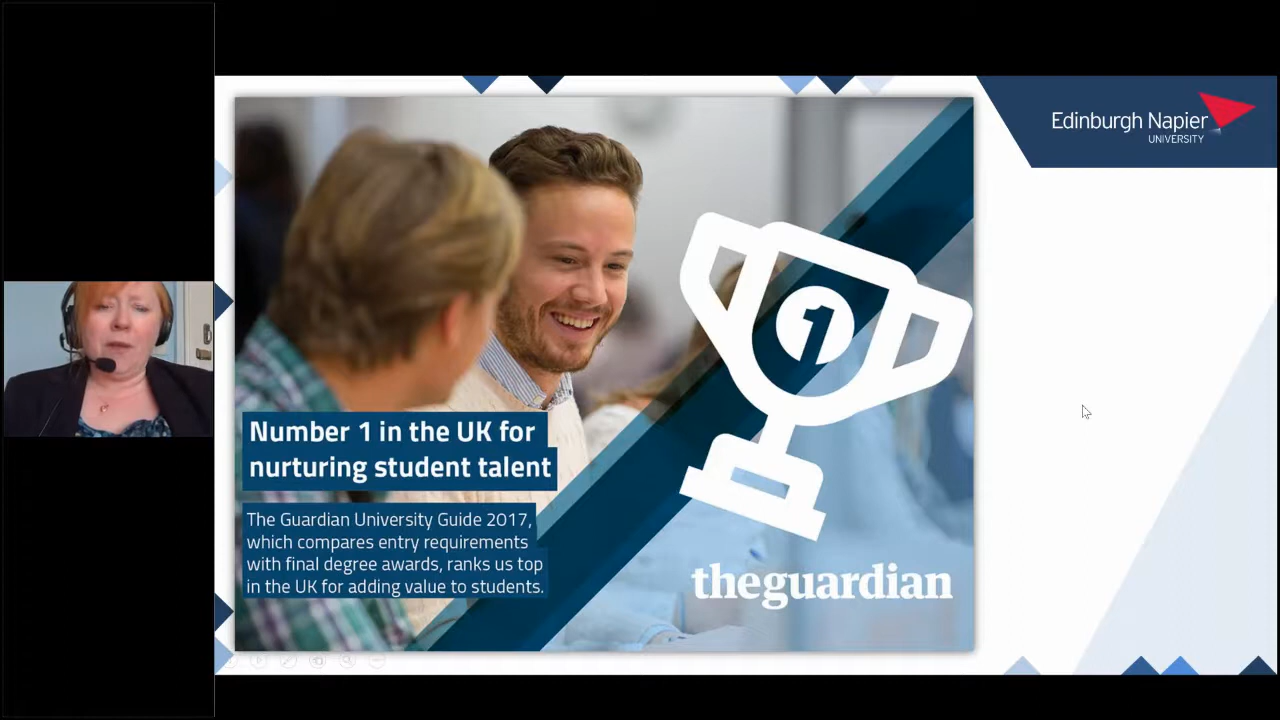 Edinburgh Napier
UNIVERSITY
1
Number 1 in the UK for
nurturing student talent
The Guardian University Guide 2017,
which compares entry requirements
with final degree awards, ranks us top
in the UK for adding value to students.
theguardian